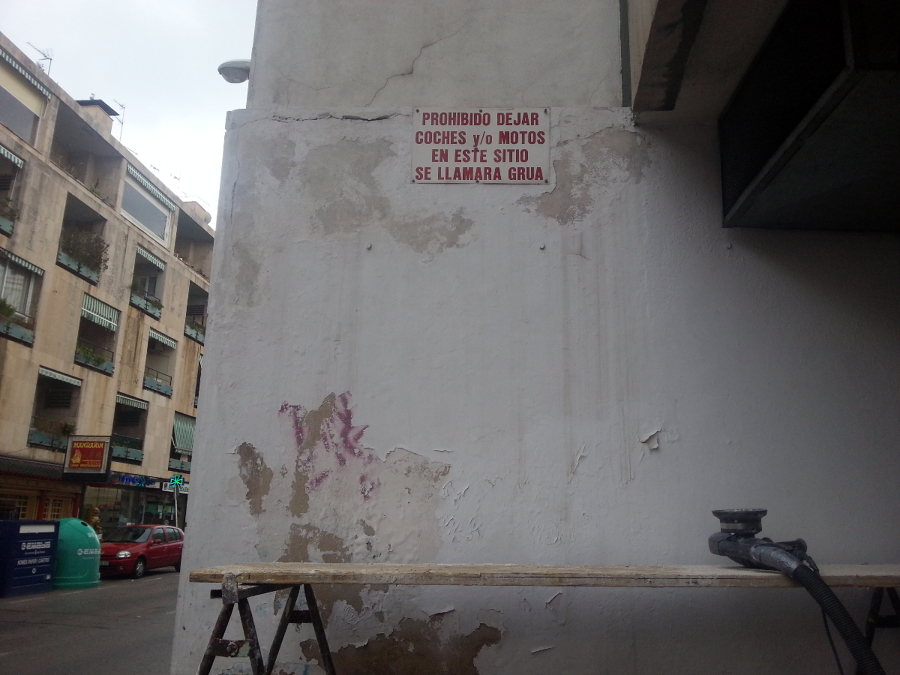 PROHIBIDO DEJAR
COCHES y/o MOTOS
EN ESTE SITIO
SE LLAMARA GRUA